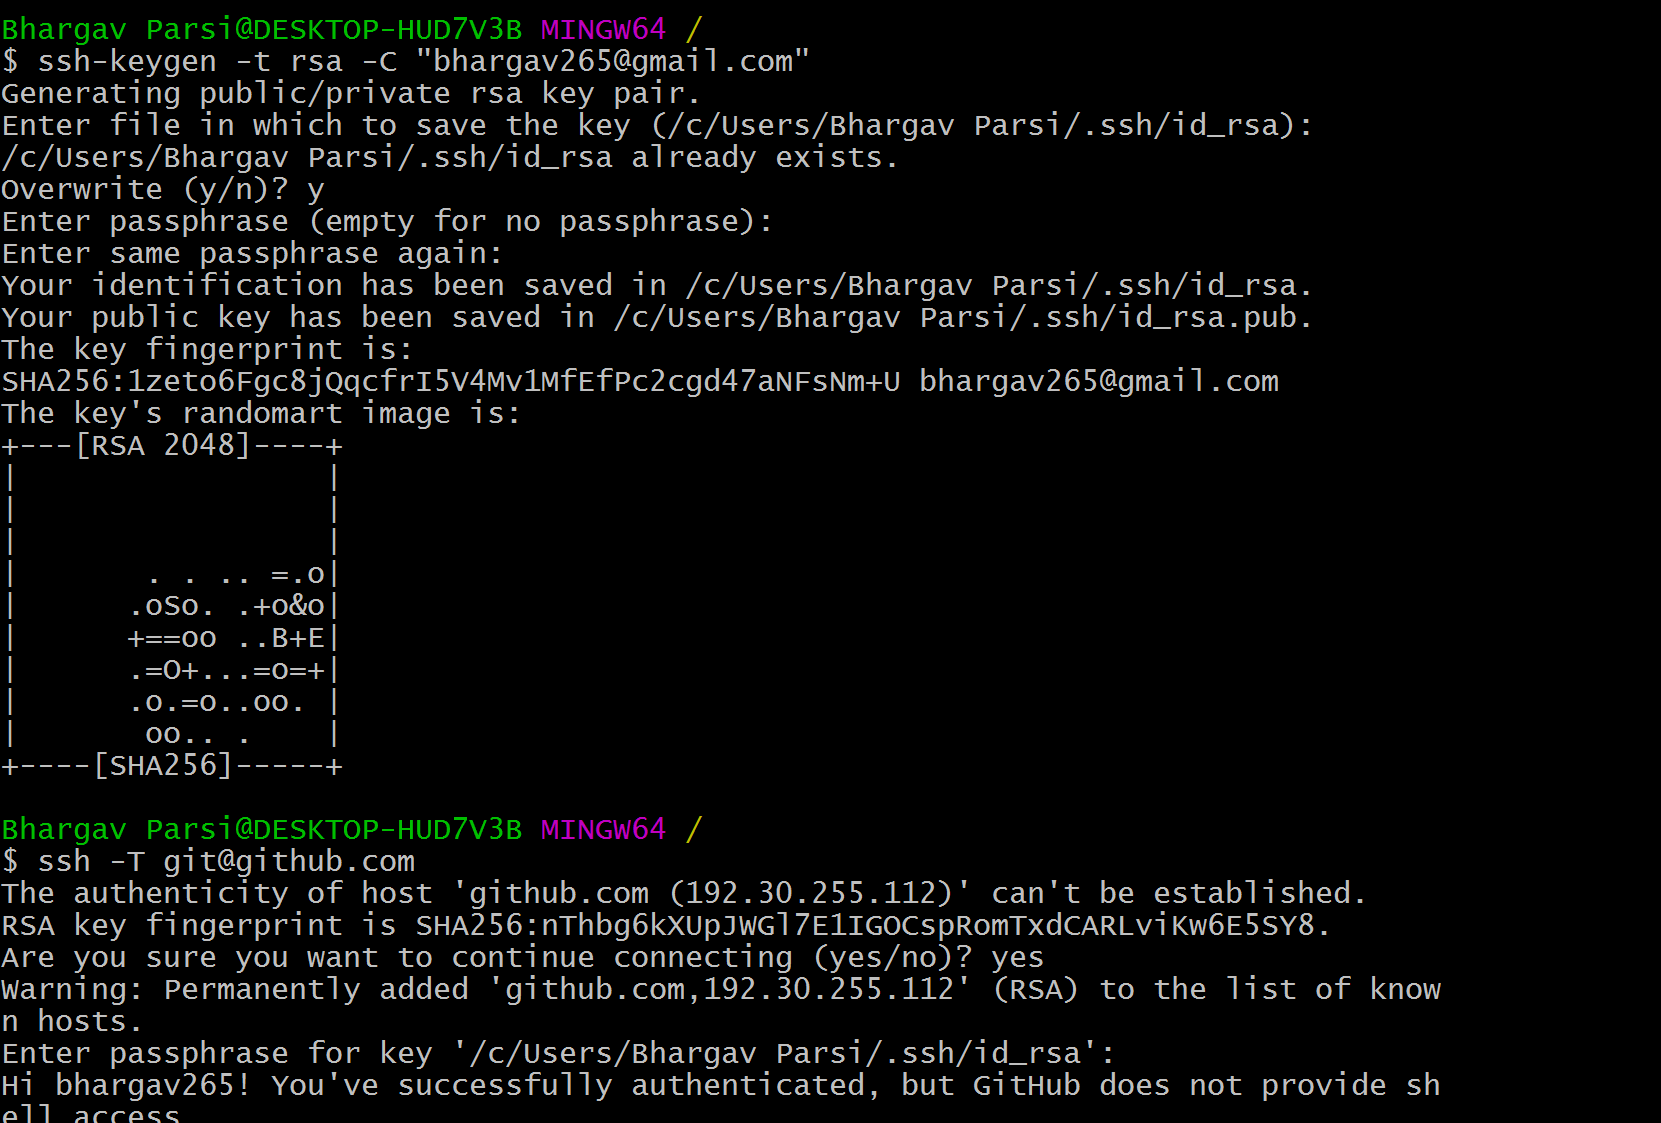 Bhargav Parsi@DESKTOP-HUD7V3B MINGW64 /
$ ssh-keygen -t rsa -C "bhargav265@gmail.com"
Generating public/private rsa key pair.
Enter file in which to save the key (/c/Users/Bhargav Parsi/.ssh/id_rsa):
/c/Users/Bhargav Parsi/.ssh/id_rsa already exists.
Overwrite (y/n)? y
Enter passphrase (empty for no passphrase):
Enter same passphrase again:
Your identification has been saved in /c/Users/Bhargav Parsi/.ssh/id_rsa.
Your public key has been saved in /c/Users/Bhargav Parsi/.ssh/id_rsa.pub.
The key fingerprint is:
SHA256:1zeto6Fgc8jQqcfrI5V4Mv1MfEfPc2cgd47aNFsNm+U bhargav265@gmail.com
The key's randomart image is:
+---[RSA 2048]----+
|                 |
|                 |
|                 |
|       . . .. =.o|
|      .oSo. .+o&o|
|      +==oo ..B+E|
|      .=O+...=o=+|
|      .o.=o..oo. |
|       oo.. .    |
+----[SHA256]-----+
Bhargav Parsi@DESKTOP-HUD7V3B MINGW64 /
$ ssh -T git@github.com
The authenticity of host 'github.com (192.30.255.112)' can't be established.
RSA key fingerprint is SHA256:nThbg6kXUpJWGl7E1IGOCspRomTxdCARLviKw6E5SY8.
Are you sure you want to continue connecting (yes/no)? yes
Warning: Permanently added 'github.com,192.30.255.112' (RSA) to the list of know
n hosts.
Enter passphrase for key '/c/Users/Bhargav Parsi/.ssh/id_rsa':
Hi bhargav265! You've successfully authenticated, but GitHub does not provide sh
ell access